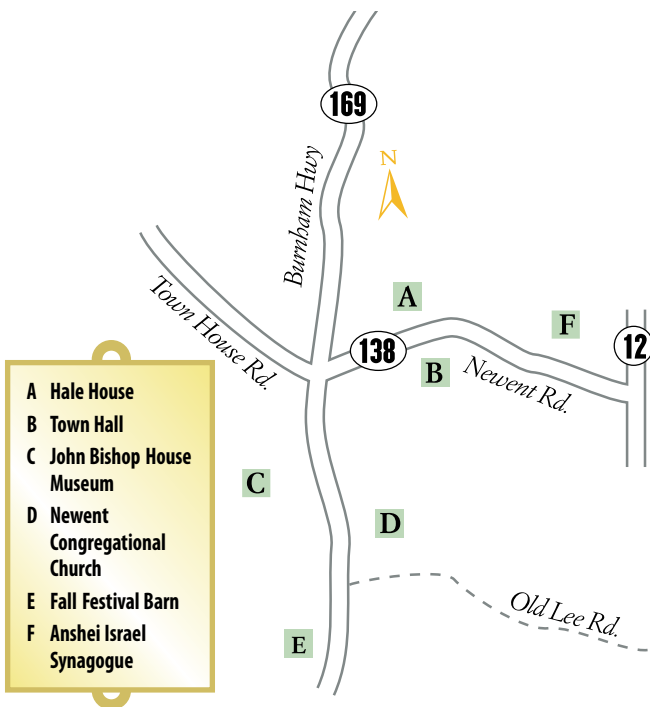 169
N
Burnham Hwy
Town House Rd.
A
F
12
138
B
Newent Rd.
C
D
Old Lee Rd.
E
A Hale House
B Town Hall
C John Bishop House
Museum
D Newent
Congregational
Church
E Fall Festival Barn
F Anshei Israel
Synagogue